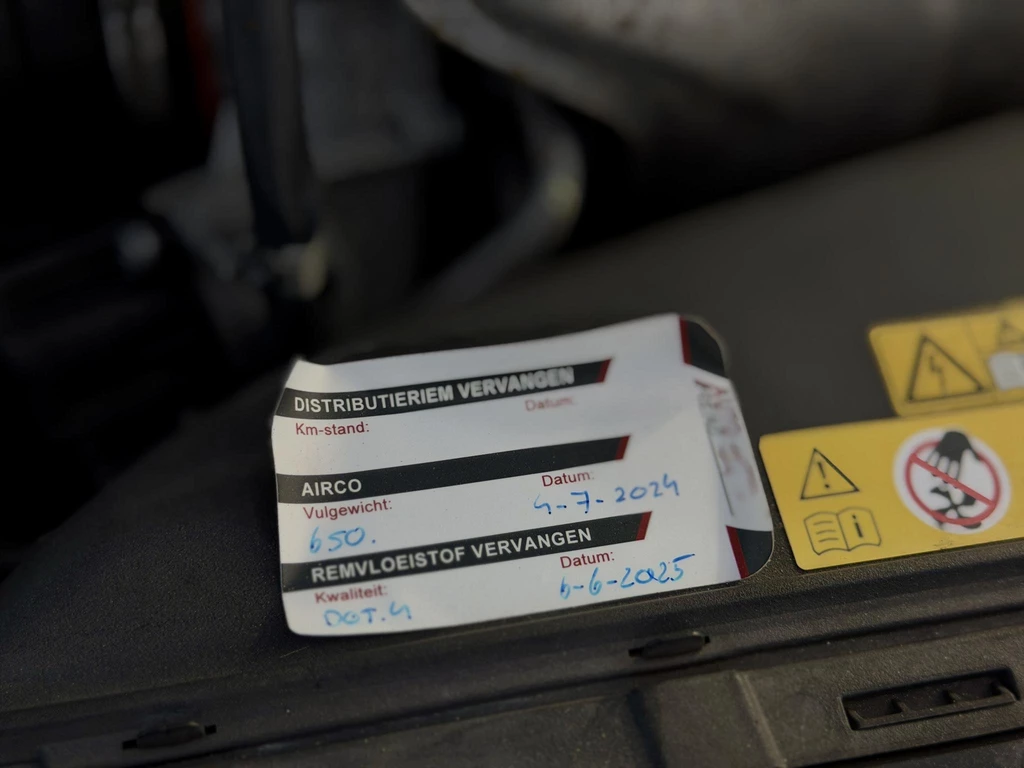 DISTRIBUTIERIEM VERVANGEN
Km-stand: Datum:
AIRCO
Vulgewicht: Datum:
650. 4-7-2024
REMVLOEISTOF VERVANGEN
Kwaliteit: Datum:
DOT.4 6-6-2025